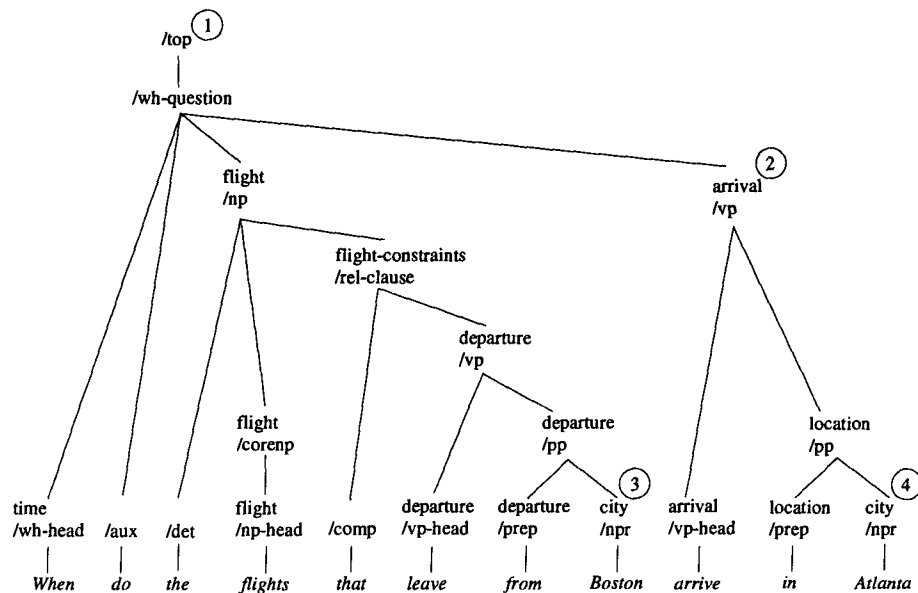 /top 1
/wh-question
flight
/np
arrival 2
/vp
flight-constraints
/rel-clause
departure
/vp
flight
/corenp
departure
/pp
location
/pp
time
/wh-head
/aux
/det
flight
/np-head
/comp
departure
/vp-head
departure
/prep
city 3
/npr
arrival
/vp-head
location
/prep
city 4
/npr
When do the flights that leave from Boston arrive in Atlanta